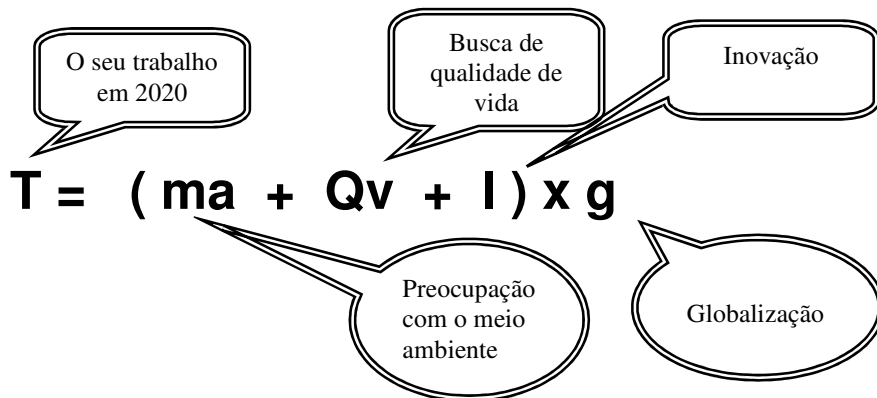 O seu trabalho
em 2020
Busca de
qualidade de
vida
Inovação
T = ( ma + Qv + I ) x g
Preocupação
com o meio
ambiente
Globalização